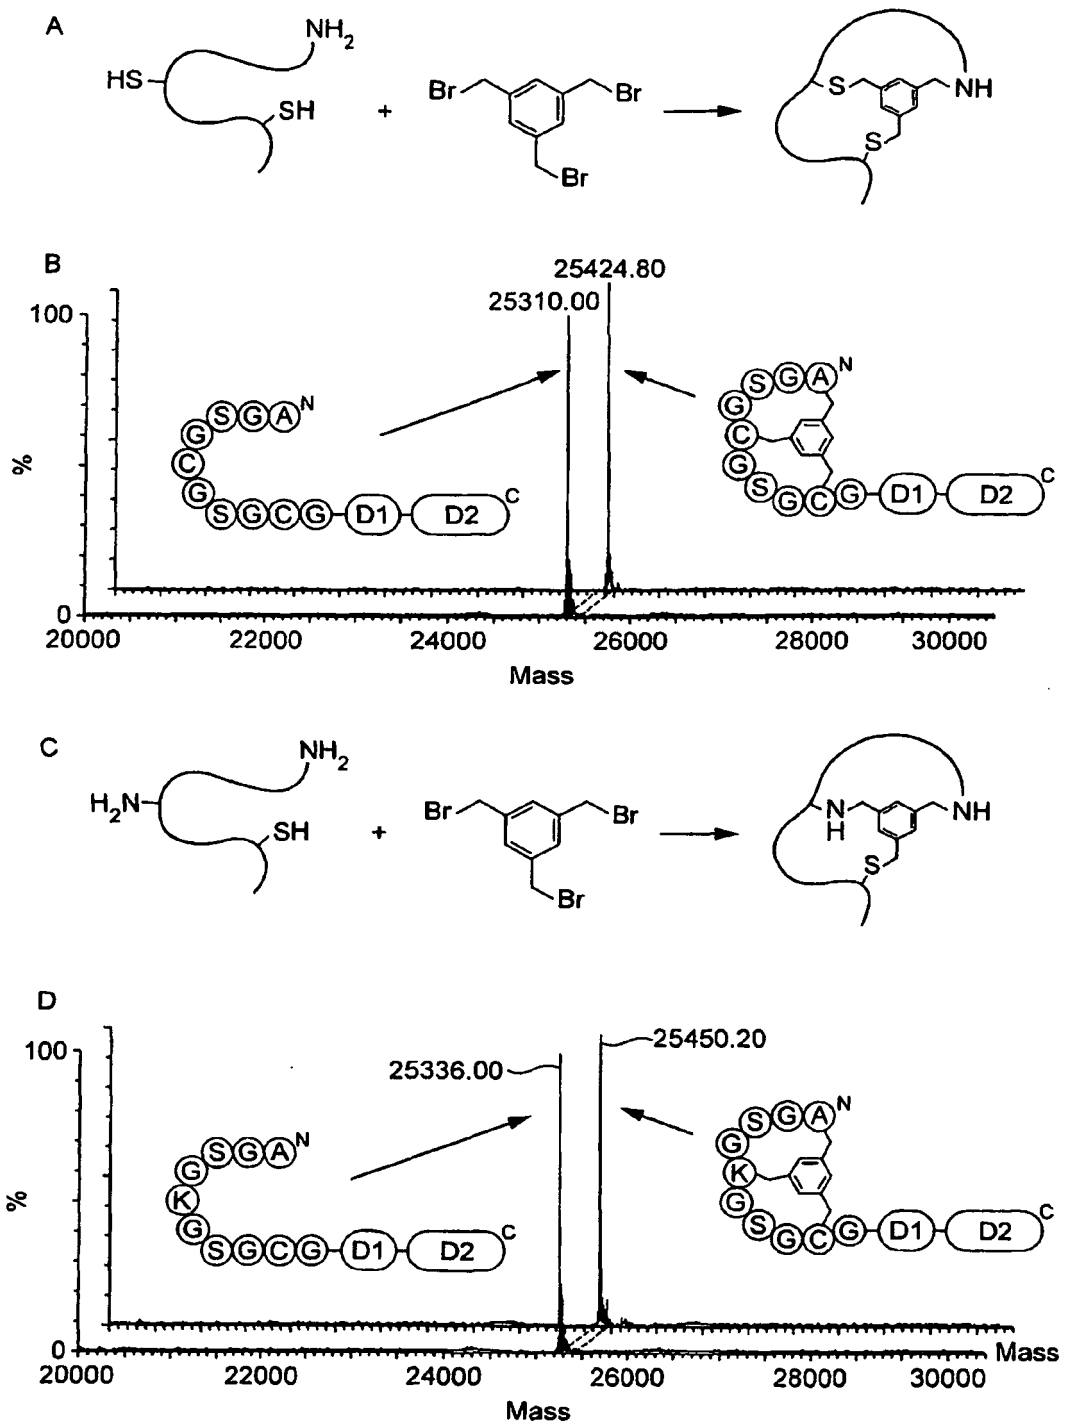 A
NH2
HS
SH
+
Br
Br
Br
S
NH
S
B
25424.80
25310.00
100
%
0
G S G A N
C
G S G C G D1 D2 C
G S G A N
C
G S G C G D1 D2 C
20000 22000 24000 26000 28000 30000
Mass
C
NH2
H2N
SH
+
Br
Br
Br
N
H
NH
S
D
25450.20
25336.00
100
%
0
G S G A N
K
G S G C G D1 D2 C
G S G A N
K
G S G C G D1 D2 C
Mass
20000 22000 24000 26000 28000 30000
Mass